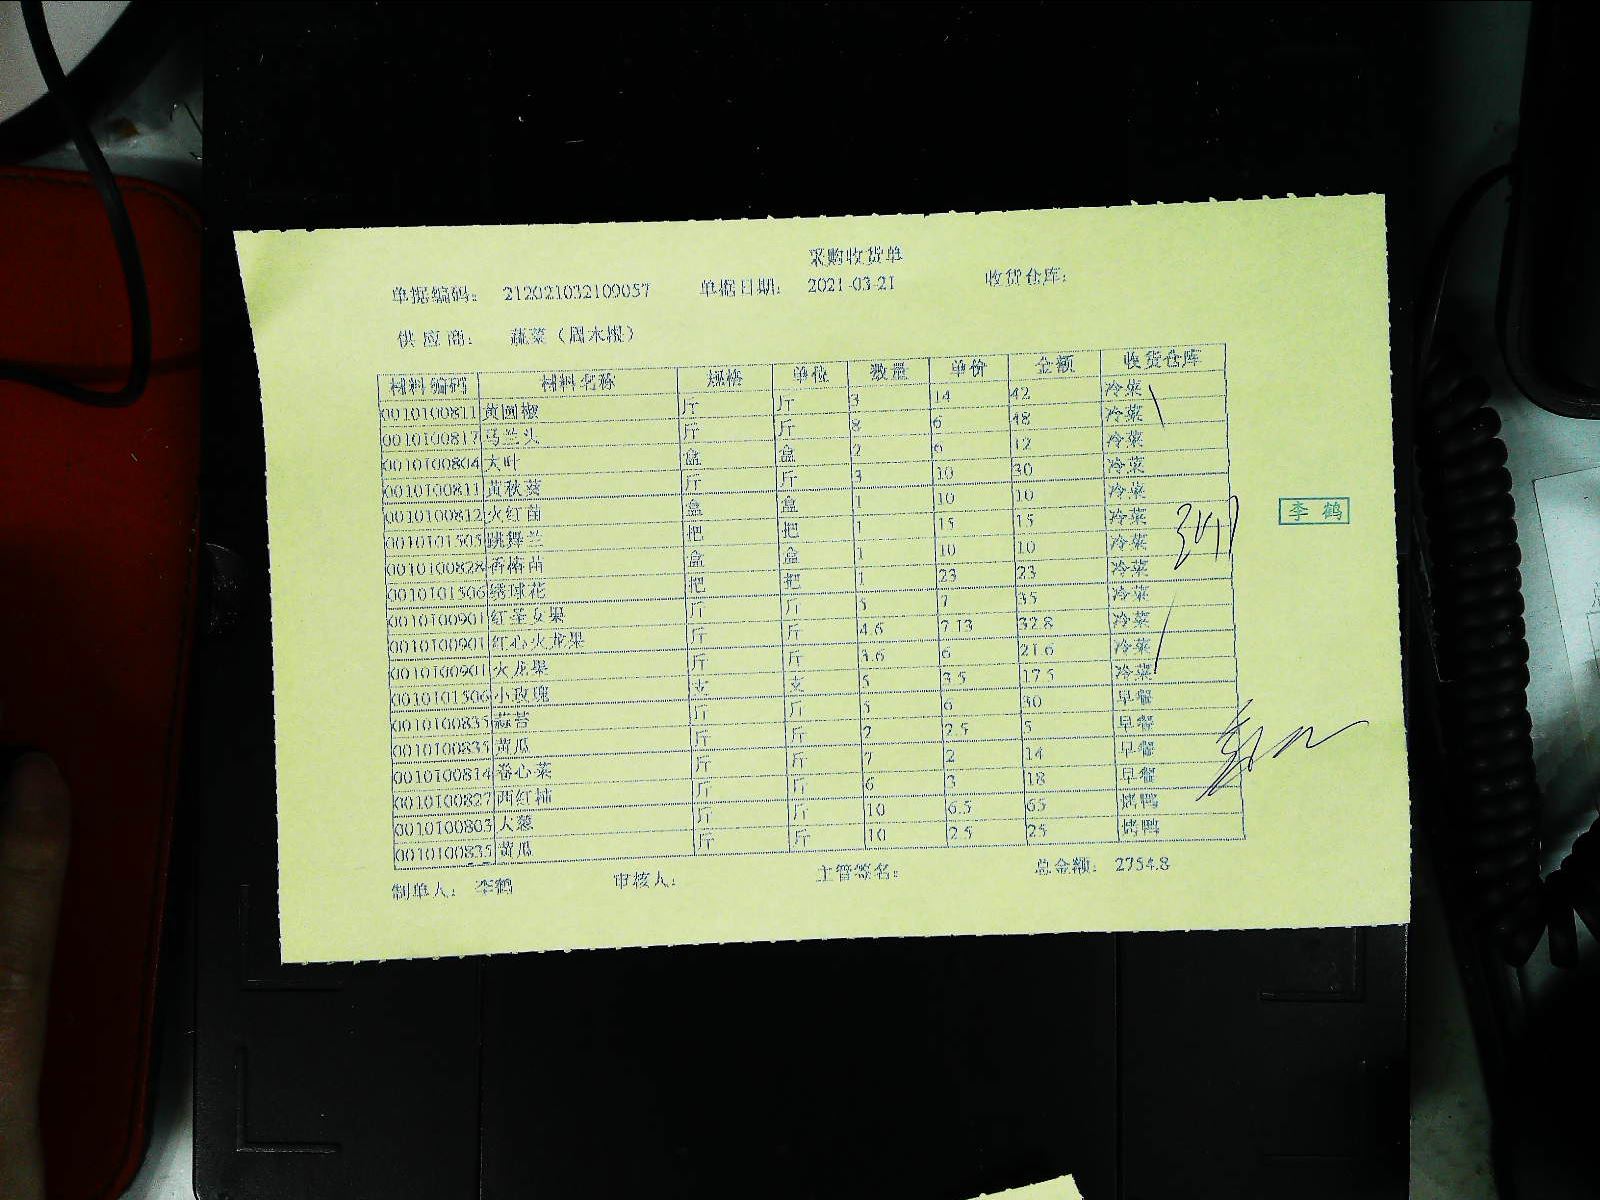 采购收货单
单据编码： 212021032109057 单据日期： 2021-03-21 收货仓库：
供应商： 蔬菜（周木根）
材料编码 材料名称 规格 单位 数量 单价 金额 收货仓库
0010100811 黄圆椒 斤 斤 3 14 42 冷菜
0010100817 马兰头 斤 斤 8 6 48 冷菜
0010100804 大叶 盒 盒 2 6 12 冷菜
0010100811 黄秋葵 斤 斤 3 10 30 冷菜
0010100812 火红苗 盒 盒 1 10 10 冷菜
0010101505 跳舞兰 把 把 1 15 15 冷菜
0010100828 香椿苗 盒 盒 1 10 10 冷菜
0010101506 绣球花 把 把 1 23 23 冷菜
0010100901 红圣女果 斤 斤 5 7 35 冷菜
0010100901 红心火龙果 斤 斤 4.6 7.13 32.8 冷菜
0010100901 火龙果 斤 斤 3.6 6 21.6 冷菜
0010101506 小玫瑰 支 支 5 3.5 17.5 冷菜
0010100835 蒜苔 斤 斤 5 6 30 早餐
0010100835 黄瓜 斤 斤 2 2.5 5 早餐
0010100814 卷心菜 斤 斤 7 2 14 早餐
0010100827 西红柿 斤 斤 6 3 18 早餐
0010100803 大葱 斤 斤 10 6.5 65 烤鸭
0010100835 黄瓜 斤 斤 10 2.5 25 烤鸭
制单人： 李鹤 审核人： 主管签名： 总金额： 2754.8
李鹤